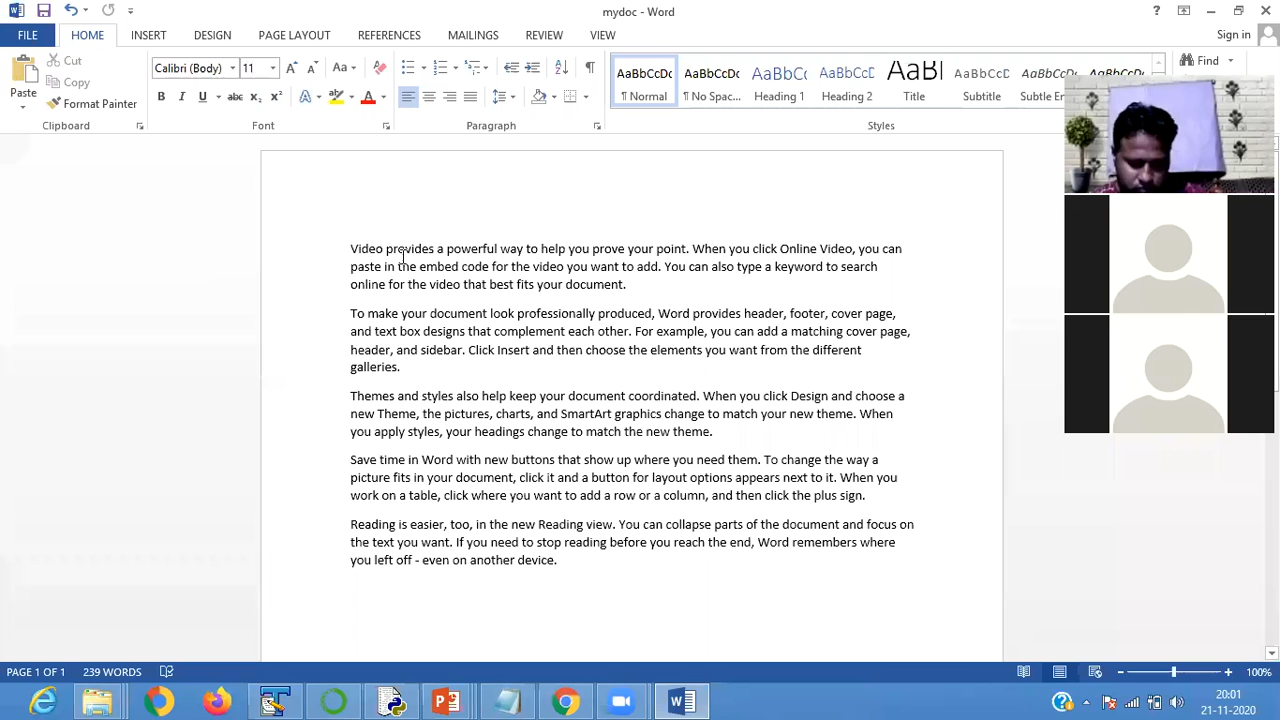 mydoc - Word
?
FILE HOME INSERT DESIGN PAGE LAYOUT REFERENCES MAILINGS REVIEW VIEW Sign in
Paste
Cut
Copy
Format Painter
Calibri (Body) 11
B I U abc x₂ x²
AaBbCcDc AaBbCcDc AaBbCc AaBbCcC AaBl AaBbCcD
¶ Normal ¶ No Spac... Heading 1 Heading 2 Title Subtitle
Find
Clipboard Font Paragraph Styles
Video provides a powerful way to help you prove your point. When you click Online Video, you can
paste in the embed code for the video you want to add. You can also type a keyword to search
online for the video that best fits your document.
To make your document look professionally produced, Word provides header, footer, cover page,
and text box designs that complement each other. For example, you can add a matching cover page,
header, and sidebar. Click Insert and then choose the elements you want from the different
galleries.
Themes and styles also help keep your document coordinated. When you click Design and choose a
new Theme, the pictures, charts, and SmartArt graphics change to match your new theme. When
you apply styles, your headings change to match the new theme.
Save time in Word with new buttons that show up where you need them. To change the way a
picture fits in your document, click it and a button for layout options appears next to it. When you
work on a table, click where you want to add a row or a column, and then click the plus sign.
Reading is easier, too, in the new Reading view. You can collapse parts of the document and focus on
the text you want. If you need to stop reading before you reach the end, Word remembers where
you left off - even on another device.
PAGE 1 OF 1 239 WORDS 100%
20:01
21-11-2020